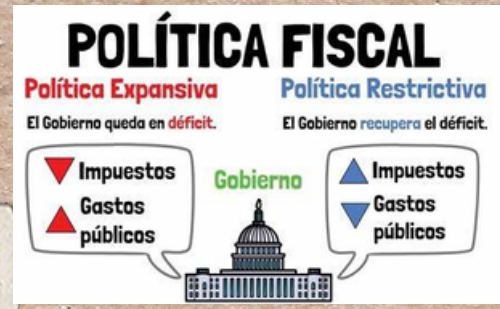 POLÍTICA FISCAL
Política Expansiva
El Gobierno queda en déficit.
Impuestos
Gastos
públicos
Gobierno
Política Restrictiva
El Gobierno recupera el déficit.
Impuestos
Gastos
públicos